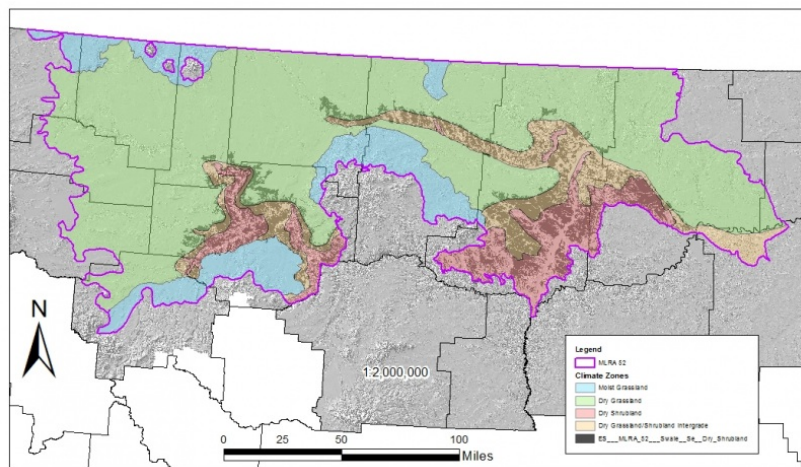 N
1:2,000,000
0
25
50
100
Miles
Legend
MLRA 52
Climate Zones
Moist Grassland
Dry Grassland
Dry Shrubland
Dry Grassland/Shrubland Intergrade
ES___MLRA_52___Swale__Se__Dry_Shrubland